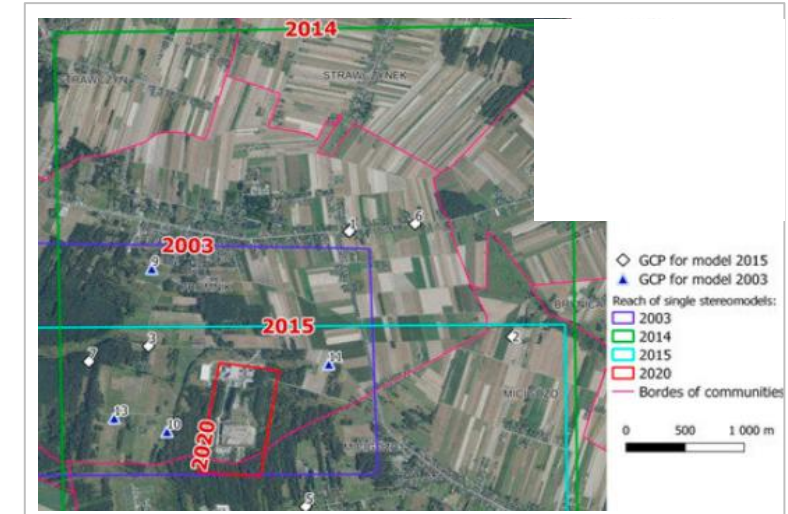 2014
STRAWCZYN
STRAWCZYNEK
1
6
2003
9
2015
3
7
11
2
13
10
2020
5
GCP for model 2015
GCP for model 2003
Reach of single stereomodels:
2003
2014
2015
2020
Bordes of communities
0 500 1 000 m